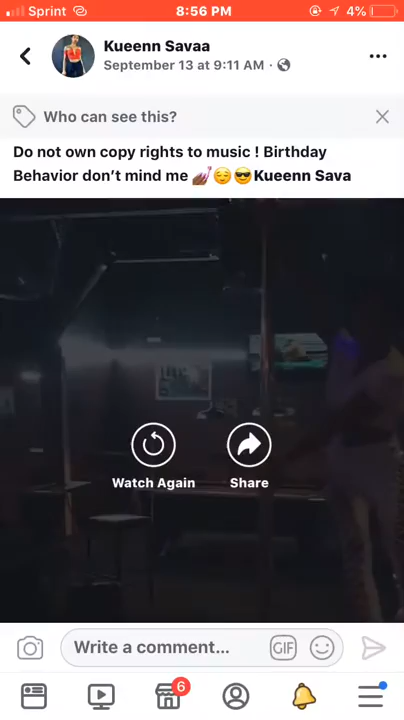 Sprint 8:56 PM 4%
Kueenn Savaa
September 13 at 9:11 AM ·
Who can see this?
Do not own copy rights to music ! Birthday
Behavior don't mind me 💅🏾😌😎Kueenn Sava
Watch Again Share
Write a comment... GIF
6